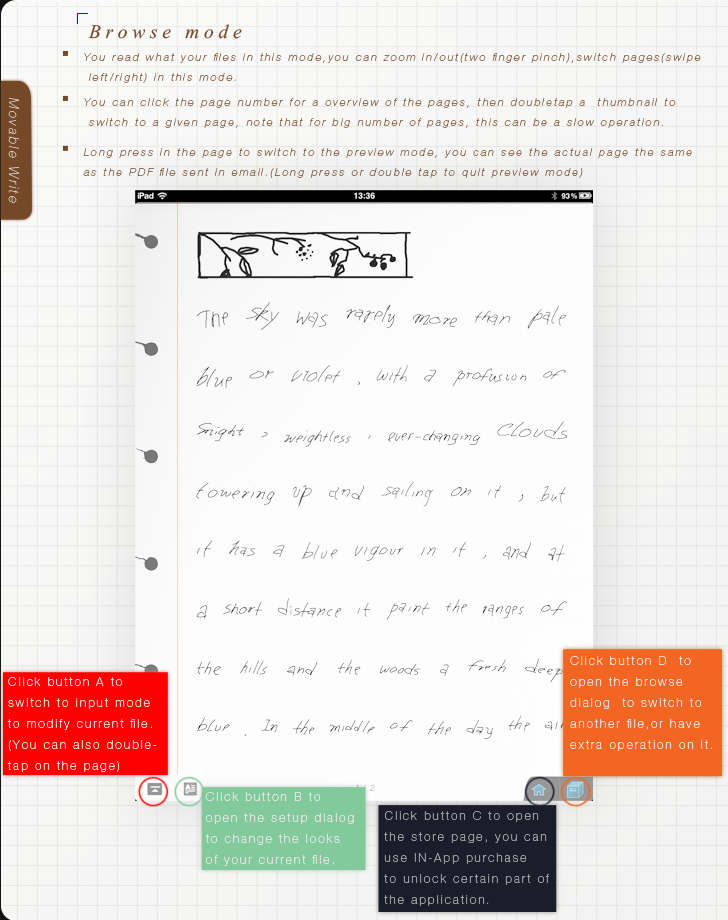 Browse mode
You read what your files in this mode,you can zoom in/out(two finger pinch),switch pages(swipe
left/right) in this mode.
You can click the page number for a overview of the pages, then doubletap a thumbnail to
switch to a given page, note that for big number of pages, this can be a slow operation.
Long press in the page to switch to the preview mode, you can see the actual page the same
as the PDF file sent in email.(Long press or double tap to quit preview mode)
Movable Write
iPad 13:36 93%
The sky was rarely more than pale
blue or violet , with a profusion of
, weightless , ever-changing Clouds
towering up and sailing on it , but
it has a blue vigour in it , and at
a short distance it paint the ranges of
the hills and the woods a fresh deep
blue . In the middle of the day the air
Click button A to
switch to input mode
to modify current file.
(You can also double-
tap on the page)
Click button D to
open the browse
dialog to switch to
another file,or have
extra operation on it.
2
Click button B to
open the setup dialog
to change the looks
of your current file.
Click button C to open
the store page, you can
use IN-App purchase
to unlock certain part of
the application.